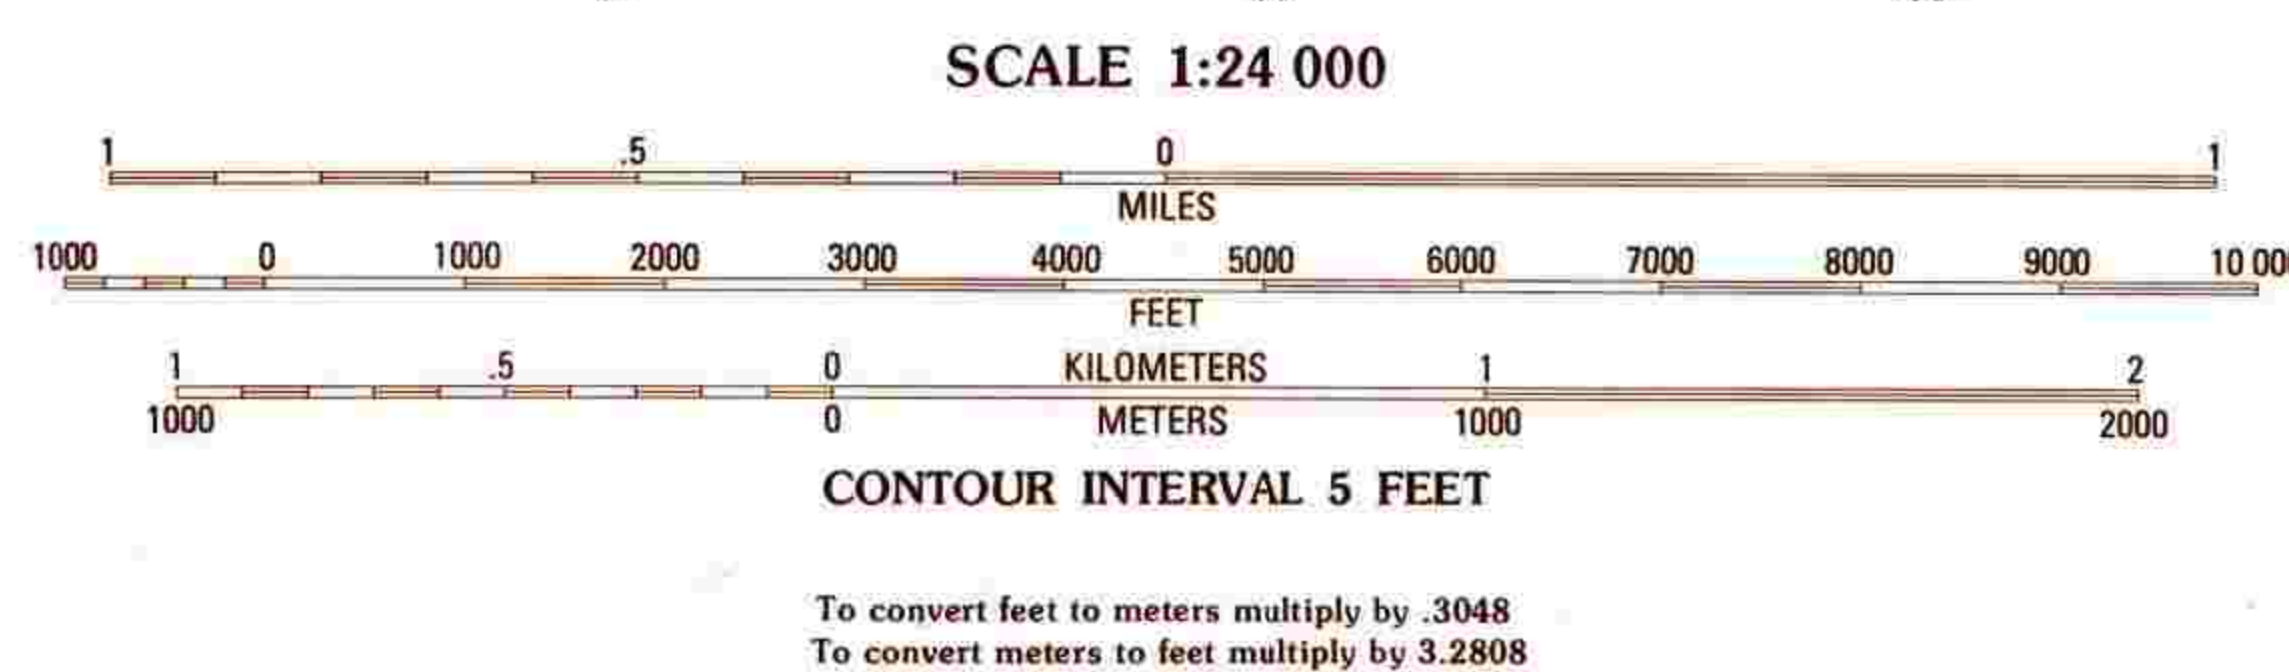 SCALE 1:24 000
1 .5 0 1
MILES
1000 0 1000 2000 3000 4000 5000 6000 7000 8000 9000
FEET
1 .5 0 KILOMETERS 1 2
1000 0 METERS 1000 2000
CONTOUR INTERVAL 5 FEET
To convert feet to meters multiply by .3048
To convert meters to feet multiply by 3.2808